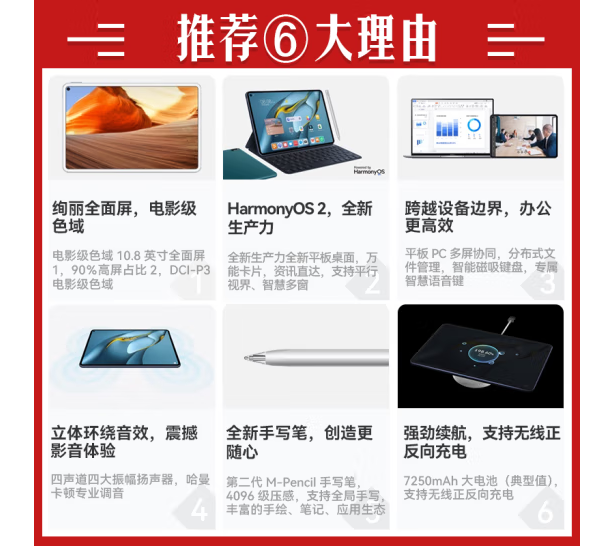 推荐⑥大理由
Powered by
HarmonyOS
绚丽全面屏，电影级
色域
电影级色域 10.8 英寸全面屏
1，90%高屏占比 2，DCI-P3
电影级色域
1
HarmonyOS 2，全新
生产力
全新生产力全新平板桌面，万
能卡片，资讯直达，支持平行
视界、智慧多窗
2
跨越设备边界，办公
更高效
平板 PC 多屏协同，分布式文
件管理，智能磁吸键盘，专属
智慧语音键
3
立体环绕音效，震撼
影音体验
四声道四大振幅扬声器，哈曼
卡顿专业调音
4
全新手写笔，创造更
随心
第二代 M-Pencil 手写笔，
4096 级压感，支持全局手写，
丰富的手绘、笔记、应用生态
5
强劲续航，支持无线正
反向充电
7250mAh 大电池（典型值），
支持无线正反向充电
6